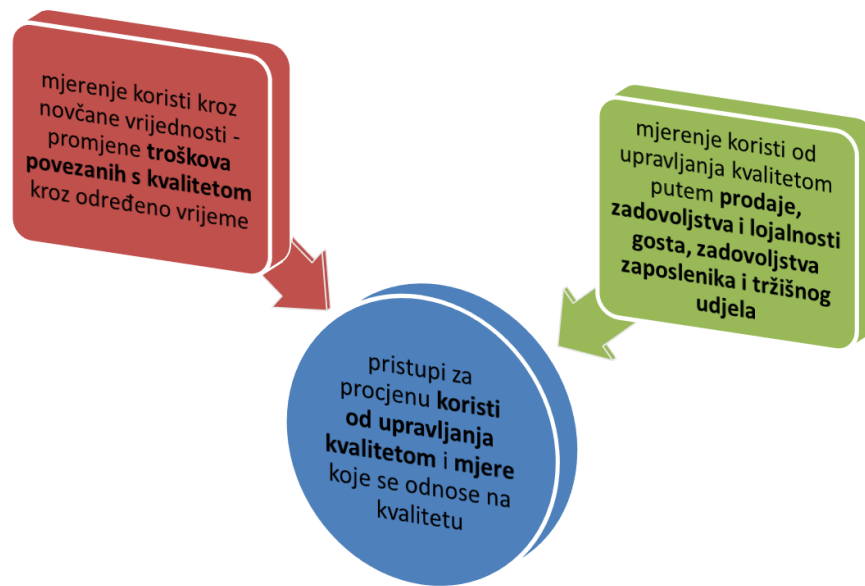 mjerenje koristi kroz
novčane vrijednosti -
promjene troškova
povezanih s kvalitetom
kroz određeno vrijeme
mjerenje koristi od
upravljanja kvalitetom
putem prodaje,
zadovoljstva i lojalnosti
gosta, zadovoljstva
zaposlenika i tržišnog
udjela
pristupi za
procjenu koristi
od upravljanja
kvalitetom i mjere
koje se odnose na
kvalitetu